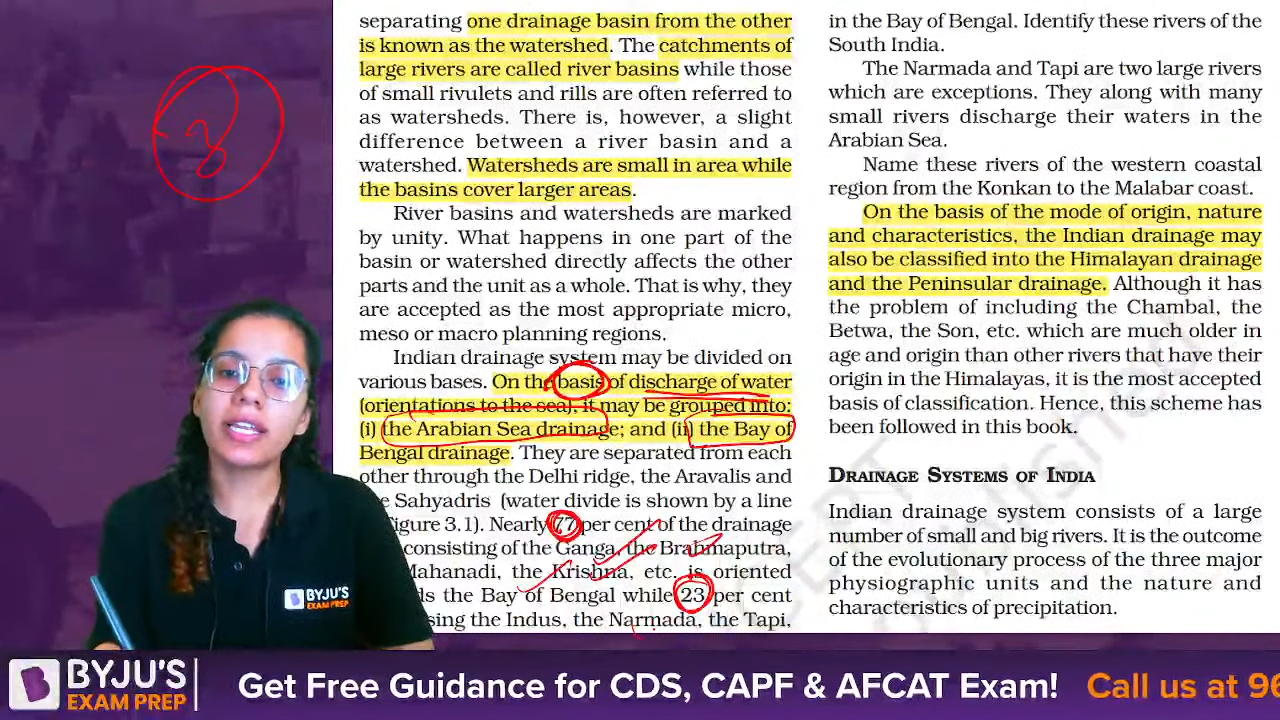 separating one drainage basin from the other
is known as the watershed. The catchments of
large rivers are called river basins while those
of small rivulets and rills are often referred to
as watersheds. There is, however, a slight
difference between a river basin and a
watershed. Watersheds are small in area while
the basins cover larger areas.
River basins and watersheds are marked
by unity. What happens in one part of the
basin or watershed directly affects the other
parts and the unit as a whole. That is why, they
are accepted as the most appropriate micro,
meso or macro planning regions.
Indian drainage system may be divided on
various bases. On the basis of discharge of water
(orientations to the sea), it may be grouped into:
(i) the Arabian Sea drainage; and (ii) the Bay of
Bengal drainage. They are separated from each
other through the Delhi ridge, the Aravalis and
Sahyadris (water divide is shown by a line
igure 3.1). Nearly 77 per cent of the drainage
consisting of the Ganga, the Brahmaputra,
Mahanadi, the Krishna, etc. is oriented
ds the Bay of Bengal while 23 per cent
sing the Indus, the Narmada, the Tapi,
in the Bay of Bengal. Identify these rivers of the
South India.
The Narmada and Tapi are two large rivers
which are exceptions. They along with many
small rivers discharge their waters in the
Arabian Sea.
Name these rivers of the western coastal
region from the Konkan to the Malabar coast.
On the basis of the mode of origin, nature
and characteristics, the Indian drainage may
also be classified into the Himalayan drainage
and the Peninsular drainage. Although it has
the problem of including the Chambal, the
Betwa, the Son, etc. which are much older in
age and origin than other rivers that have their
origin in the Himalayas, it is the most accepted
basis of classification. Hence, this scheme has
been followed in this book.
DRAINAGE SYSTEMS OF INDIA
Indian drainage system consists of a large
number of small and big rivers. It is the outcome
of the evolutionary process of the three major
physiographic units and the nature and
characteristics of precipitation.
BYJU'S
EXAM PREP
BYJU'S
EXAM PREP
Get Free Guidance for CDS, CAPF & AFCAT Exam!
Call us at 96